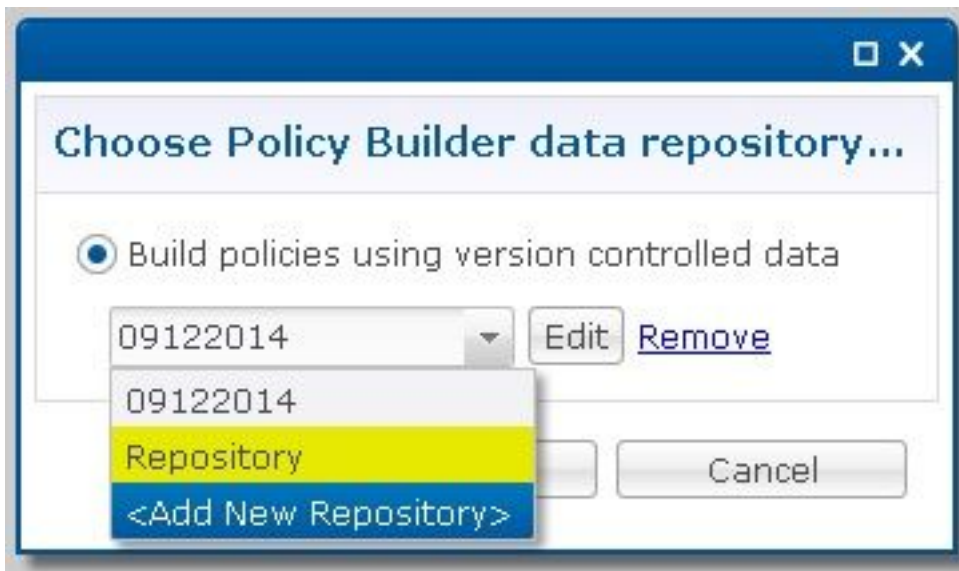 Choose Policy Builder data repository...
Build policies using version controlled data
09122014 Edit Remove
09122014
Repository
<Add New Repository>
Cancel